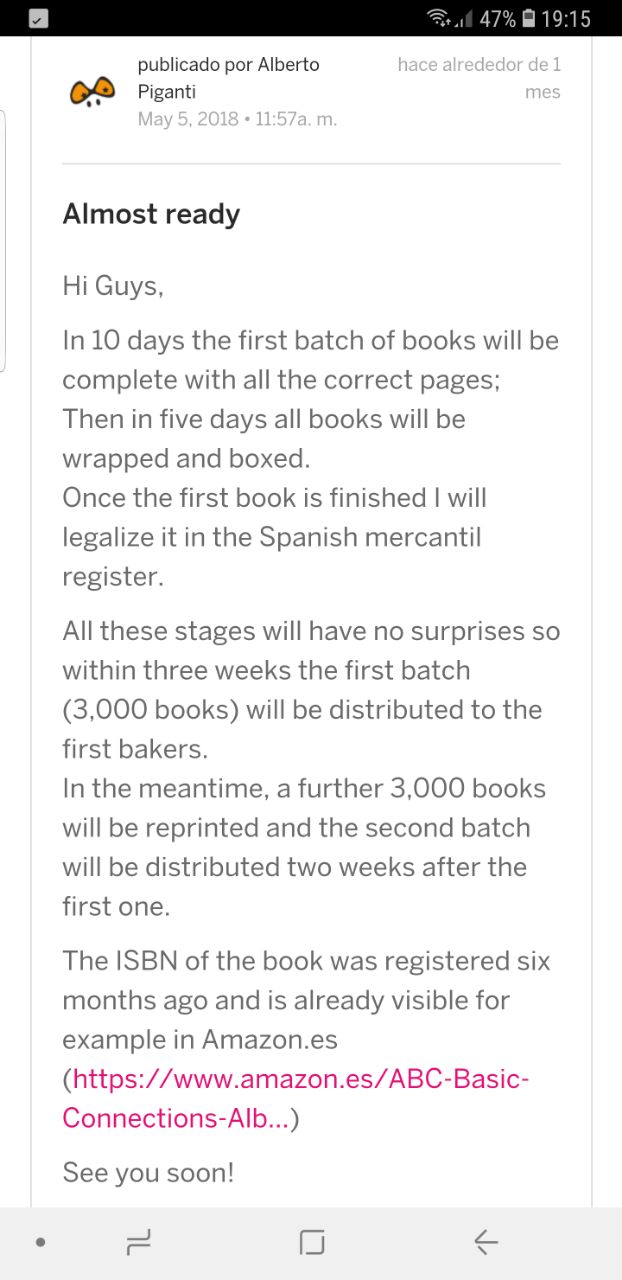 47% 19:15
publicado por Alberto
Piganti
hace alrededor de 1
mes
May 5, 2018 • 11:57a. m.
Almost ready
Hi Guys,
In 10 days the first batch of books will be
complete with all the correct pages;
Then in five days all books will be
wrapped and boxed.
Once the first book is finished I will
legalize it in the Spanish mercantil
register.
All these stages will have no surprises so
within three weeks the first batch
(3,000 books) will be distributed to the
first bakers.
In the meantime, a further 3,000 books
will be reprinted and the second batch
will be distributed two weeks after the
first one.
The ISBN of the book was registered six
months ago and is already visible for
example in Amazon.es
(https://www.amazon.es/ABC-Basic-
Connections-Alb...)
See you soon!